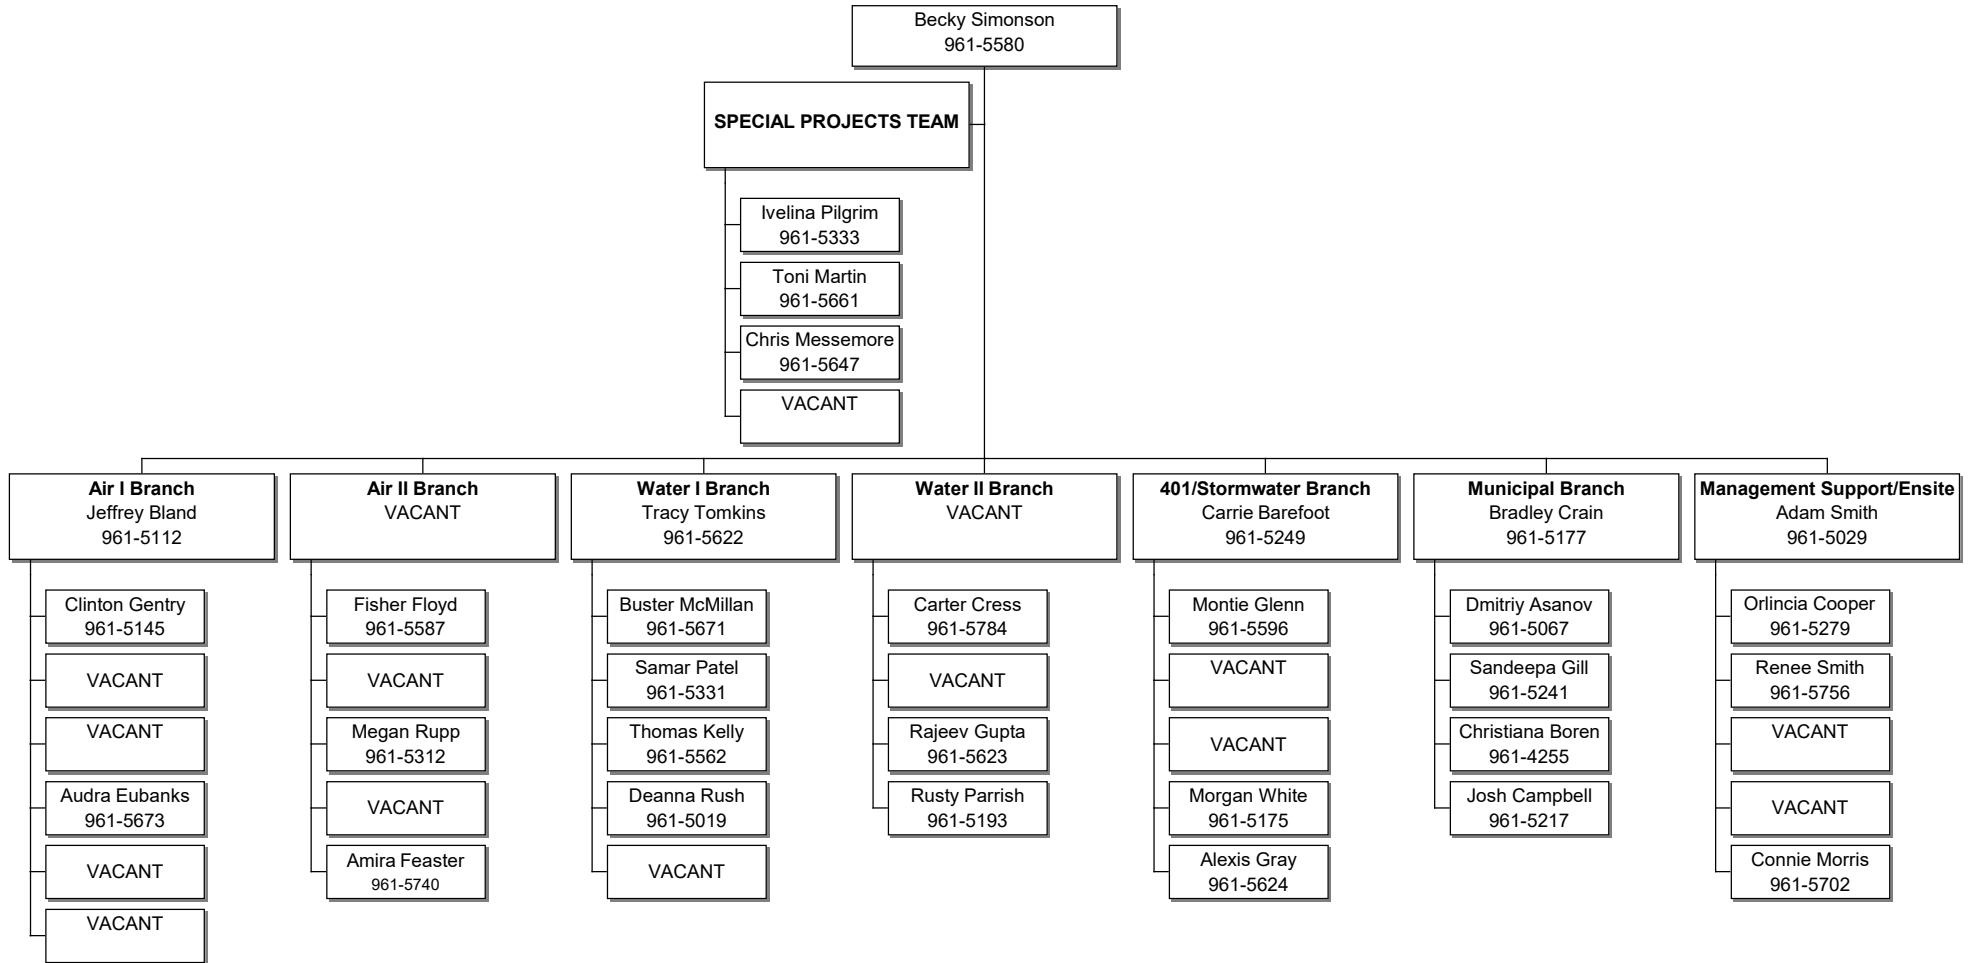 Becky Simonson
961-5580
SPECIAL PROJECTS TEAM
Ivelina Pilgrim
961-5333
Toni Martin
961-5661
Chris Messemore
961-5647
VACANT
Air I Branch
Jeffrey Bland
961-5112
Clinton Gentry
961-5145
VACANT
VACANT
Audra Eubanks
961-5673
VACANT
VACANT
Air II Branch
VACANT
Fisher Floyd
961-5587
VACANT
Megan Rupp
961-5312
VACANT
Amira Feaster
961-5740
Water I Branch
Tracy Tomkins
961-5622
Buster McMillan
961-5671
Samar Patel
961-5331
Thomas Kelly
961-5562
Deanna Rush
961-5019
VACANT
Water II Branch
VACANT
Carter Cress
961-5784
VACANT
Rajeev Gupta
961-5623
Rusty Parrish
961-5193
401/Stormwater Branch
Carrie Barefoot
961-5249
Montie Glenn
961-5596
VACANT
VACANT
Morgan White
961-5175
Alexis Gray
961-5624
Municipal Branch
Bradley Crain
961-5177
Dmitriy Asanov
961-5067
Sandeepa Gill
961-5241
Christiana Boren
961-4255
Josh Campbell
961-5217
Management Support/Ensite
Adam Smith
961-5029
Orlincia Cooper
961-5279
Renee Smith
961-5756
VACANT
VACANT
Connie Morris
961-5702